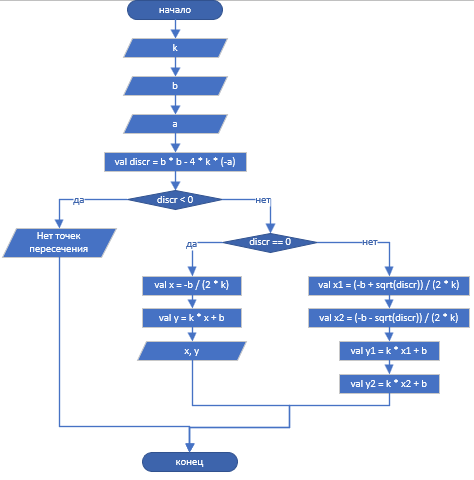 начало
k
b
a
val discr = b * b - 4 * k * (-a)
discr < 0
да
нет
Нет точек
пересечения
discr == 0
да
нет
val x = -b / (2 * k)
val x1 = (-b + sqrt(discr)) / (2 * k)
val y = k * x + b
val x2 = (-b - sqrt(discr)) / (2 * k)
x, y
val y1 = k * x1 + b
val y2 = k * x2 + b
конец